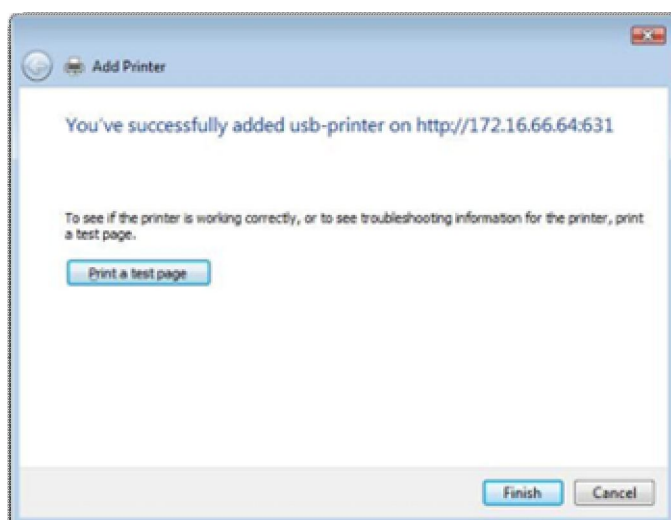 Add Printer
You've successfully added usb-printer on http://172.16.66.64:631
To see if the printer is working correctly, or to see troubleshooting information for the printer, print
a test page.
Print a test page
Finish Cancel